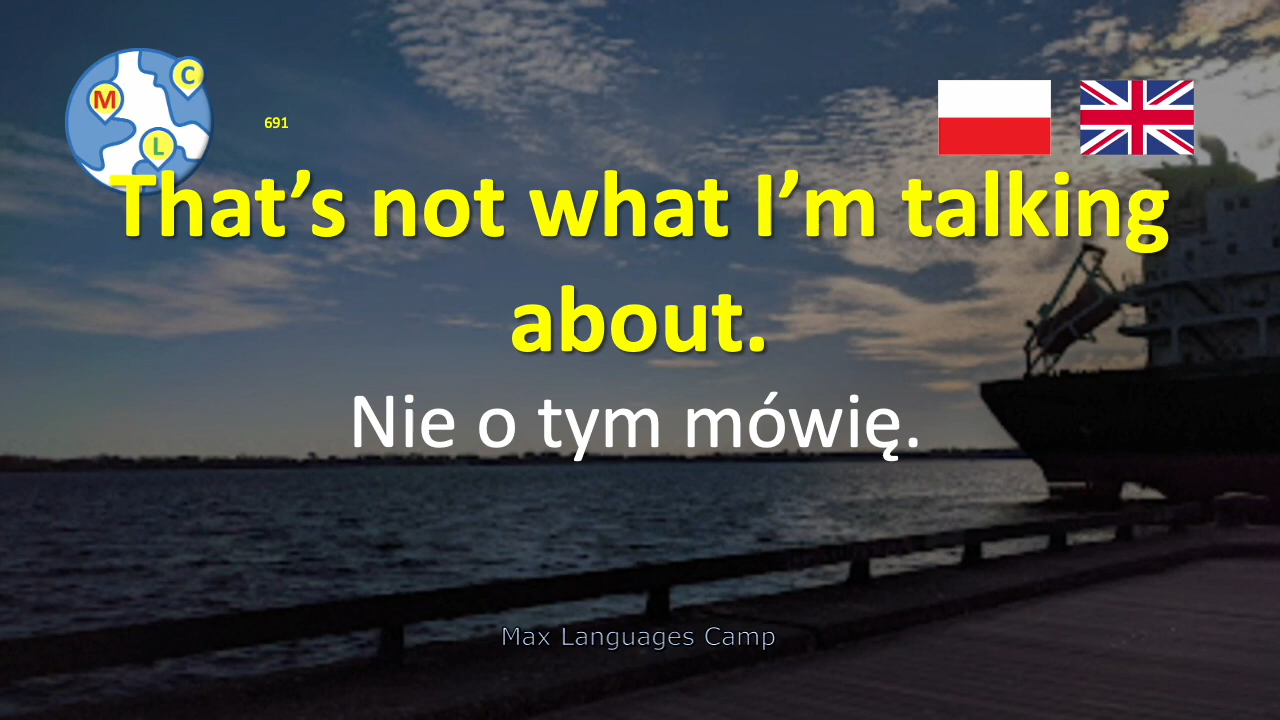 C
M
L
691
That’s not what I’m talking
about.
Nie o tym mówię.
Max Languages Camp